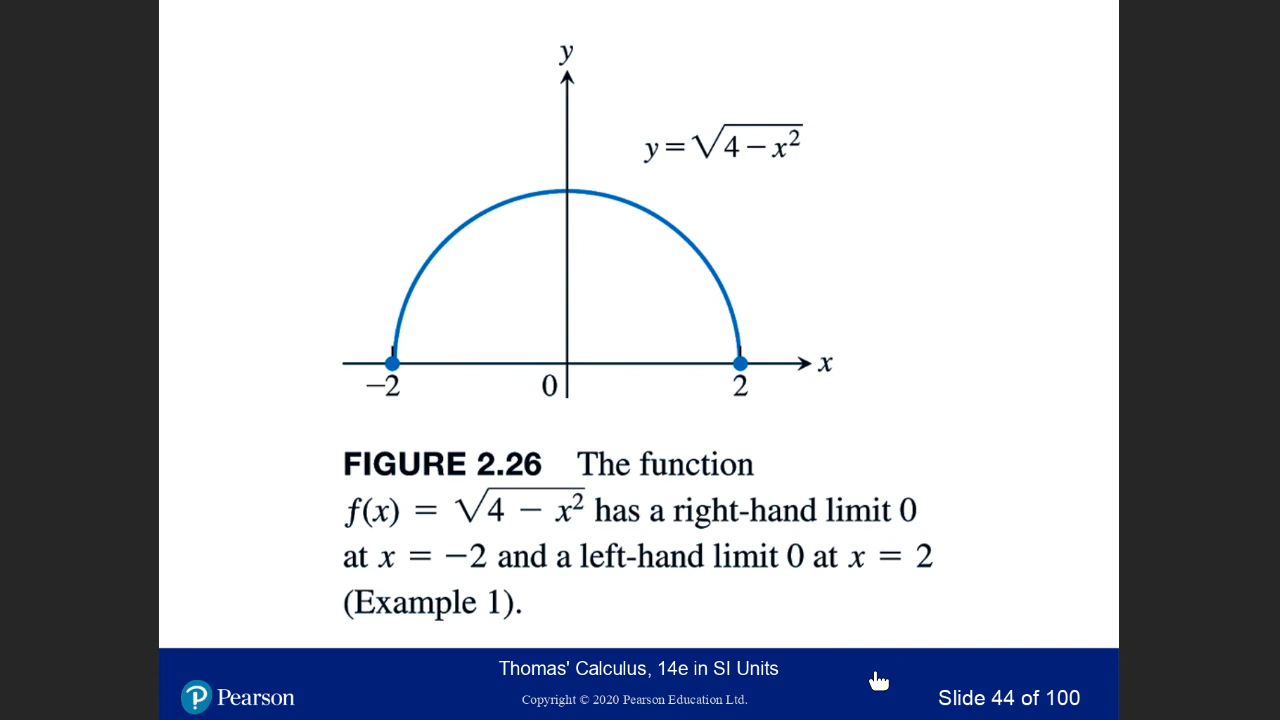 y
y = √4 − x²
−2
0
2
x
FIGURE 2.26 The function
f(x) = √4 − x² has a right-hand limit 0
at x = −2 and a left-hand limit 0 at x = 2
(Example 1).
Thomas' Calculus, 14e in SI Units
P Pearson
Copyright © 2020 Pearson Education Ltd.
Slide 44 of 100